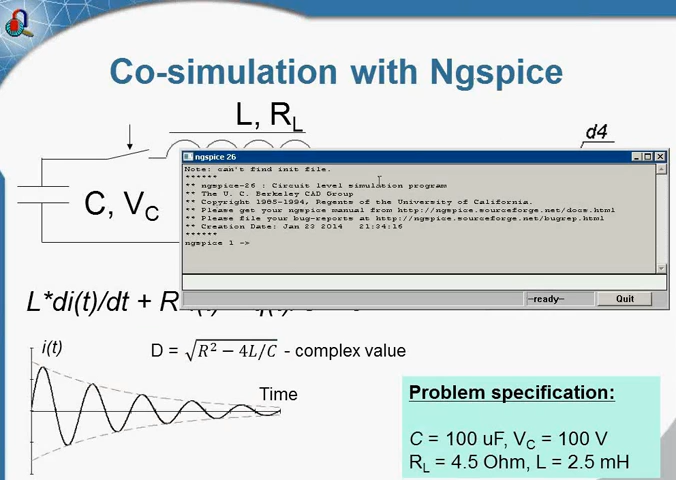 Co-simulation with Ngspice
L, RL
d4
ngspice 26
Note: can't find init file.
******
** ngspice-26 : Circuit level simulation program
** The U. C. Berkeley CAD Group
** Copyright 1985-1994, Regents of the University of California.
** Please get your ngspice manual from http://ngspice.sourceforge.net/docs.html
** Please file your bug-reports at http://ngspice.sourceforge.net/bugrep.html
** Creation Date: Jan 23 2014 21:34:16
******
ngspice 1 ->
C, VC
--ready--
Quit
L*di(t)/dt + R
i(t)
D = √R² − 4L/C - complex value
Time
Problem specification:
C = 100 uF, VC = 100 V
RL = 4.5 Ohm, L = 2.5 mH